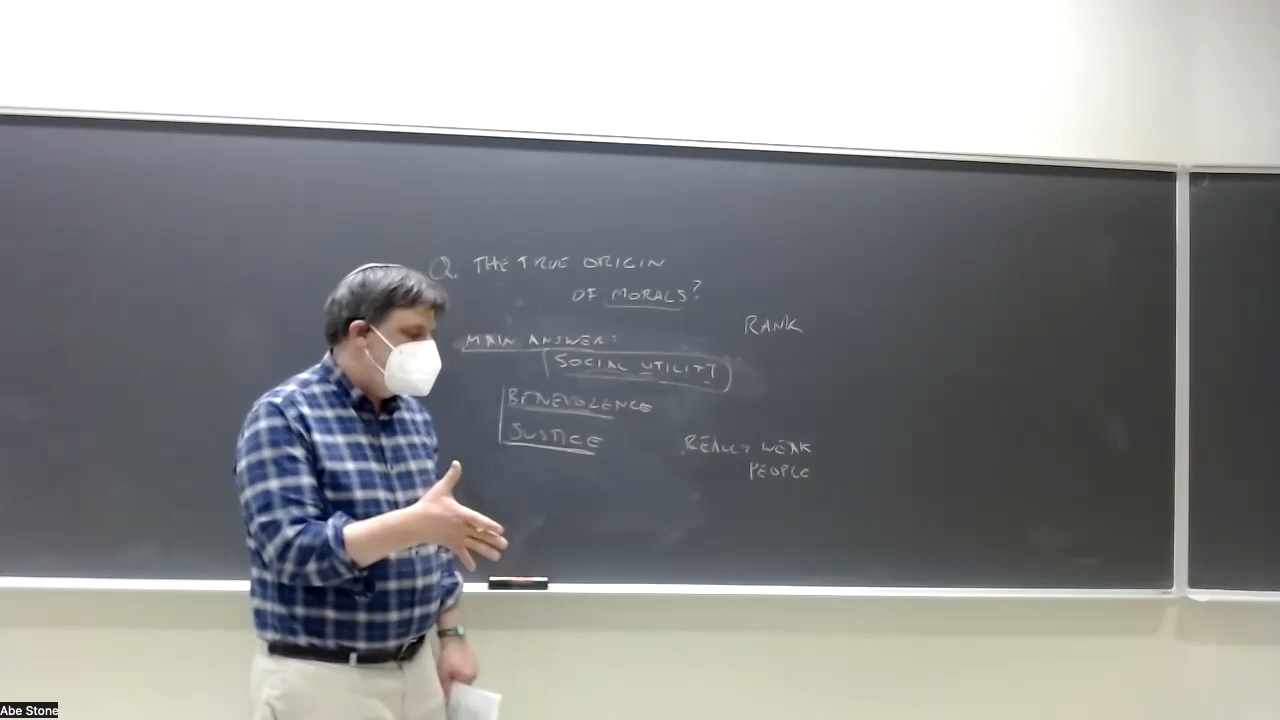 Q. THE TRUE ORIGIN
OF MORALS?
RANK
MAIN ANSWER:
SOCIAL UTILITY
BENEVOLENCE
JUSTICE
REALLY WEAK
PEOPLE
Abe Stone